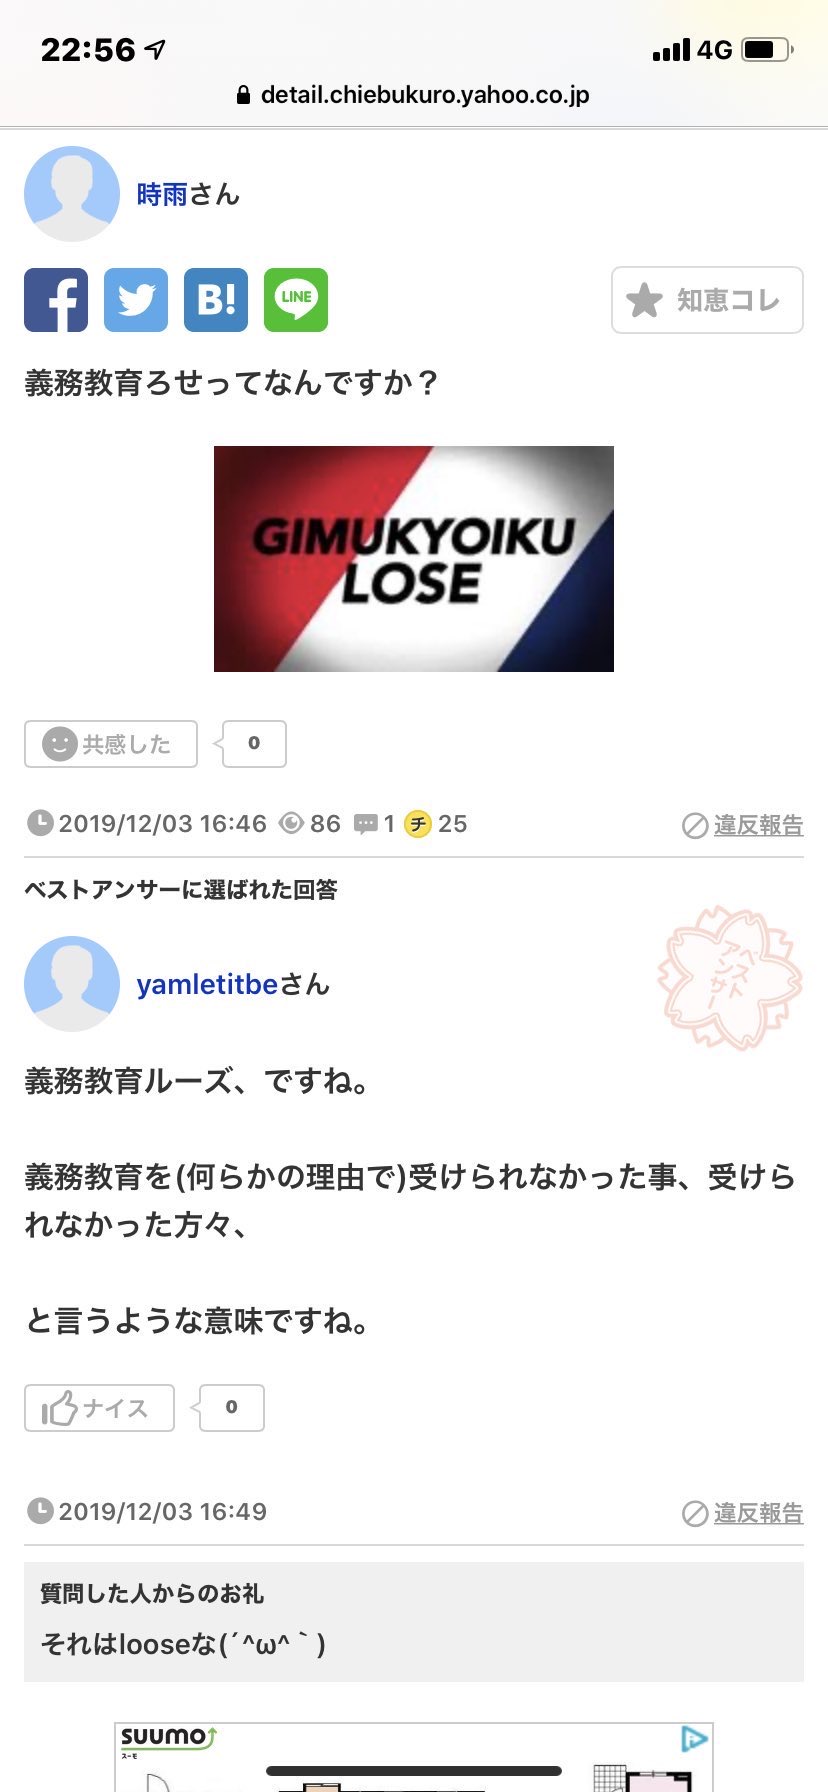 22:56 4G
detail.chiebukuro.yahoo.co.jp
時雨さん
f B! LINE 知恵コレ
義務教育ろせってなんですか？
GIMUKYOIKU
LOSE
共感した 0
2019/12/03 16:46 86 1 チ 25 違反報告
ベストアンサーに選ばれた回答
ベスト
アンサー
yamletitbeさん
義務教育ルーズ、ですね。
義務教育を(何らかの理由で)受けられなかった事、受けら
れなかった方々、
と言うような意味ですね。
ナイス 0
2019/12/03 16:49 違反報告
質問した人からのお礼
それはlooseな(´^ω^｀)
SUUMO
スーモ